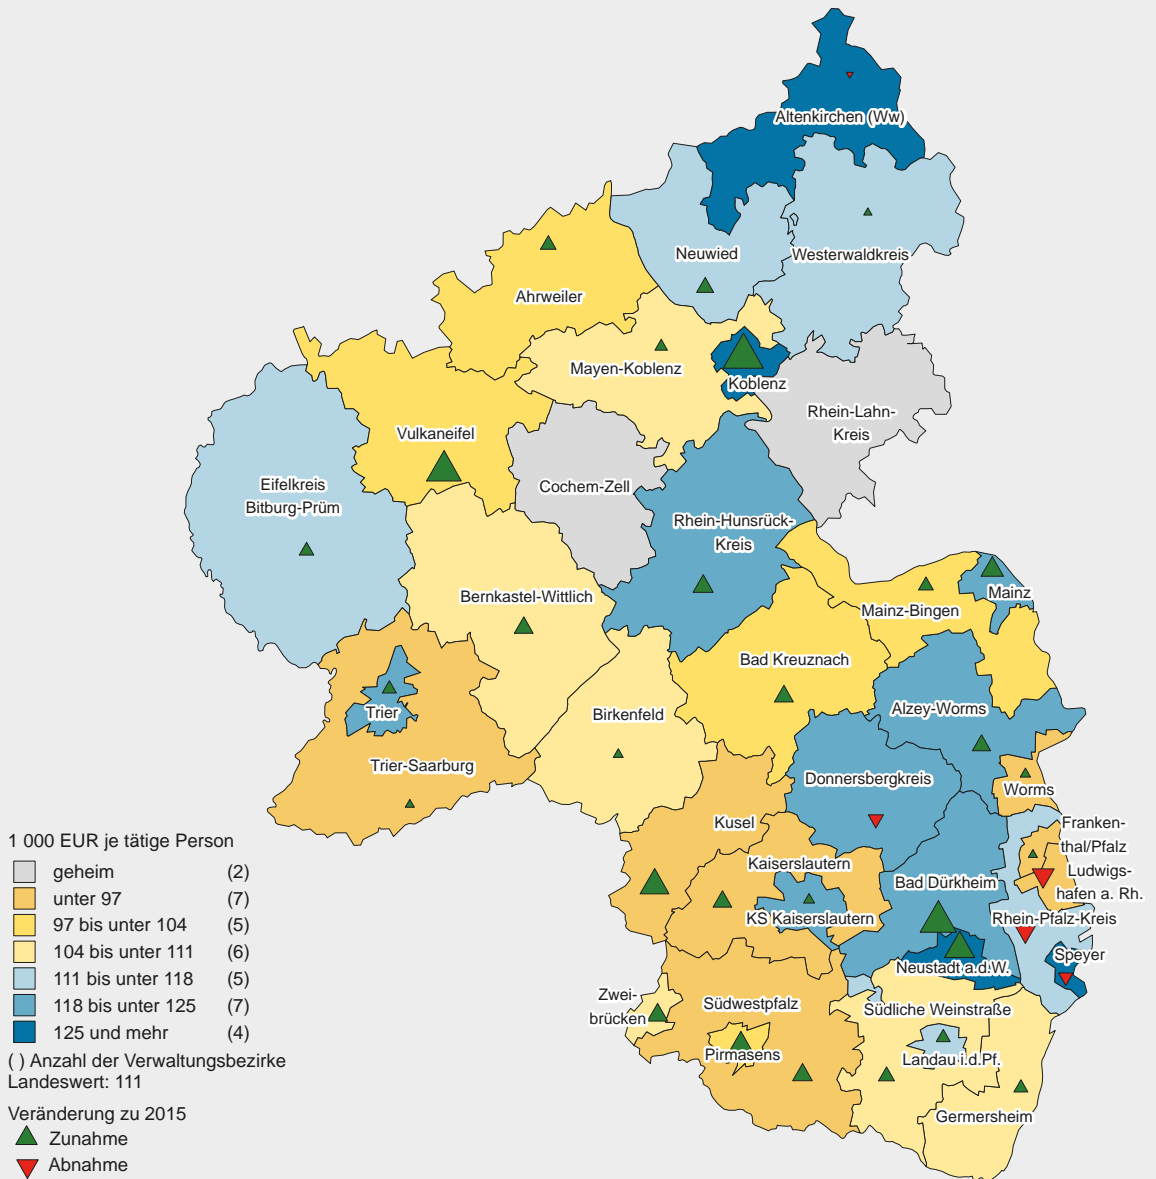 Altenkirchen (Ww)
Neuwied
Westerwaldkreis
Ahrweiler
Mayen-Koblenz
Koblenz
Rhein-Lahn-
Kreis
Vulkaneifel
Cochem-Zell
Eifelkreis
Bitburg-Prüm
Rhein-Hunsrück-
Kreis
Bernkastel-Wittlich
Mainz
Mainz-Bingen
Bad Kreuznach
Birkenfeld
Alzey-Worms
Trier
Trier-Saarburg
Donnersbergkreis
Worms
Kusel
Franken-
thal/Pfalz
Kaiserslautern
Ludwigs-
hafen a. Rh.
Bad Dürkheim
KS Kaiserslautern
Rhein-Pfalz-Kreis
Speyer
Neustadt a.d.W.
Zwei-
brücken
Südwestpfalz
Südliche Weinstraße
Pirmasens
Landau i.d.Pf.
Germersheim
1 000 EUR je tätige Person
geheim (2)
unter 97 (7)
97 bis unter 104 (5)
104 bis unter 111 (6)
111 bis unter 118 (5)
118 bis unter 125 (7)
125 und mehr (4)
( ) Anzahl der Verwaltungsbezirke
Landeswert: 111
Veränderung zu 2015
Zunahme
Abnahme